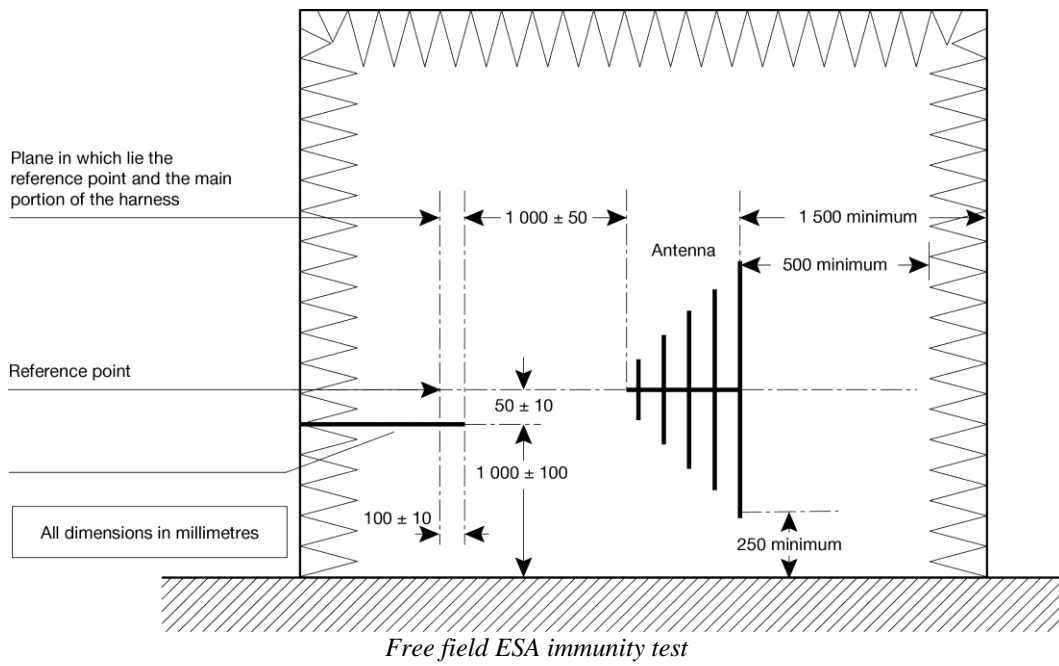 Plane in which lie the
reference point and the main
portion of the harness
1 000 ± 50
1 500 minimum
Antenna
500 minimum
Reference point
50 ± 10
1 000 ± 100
All dimensions in millimetres
100 ± 10
250 minimum
Free field ESA immunity test